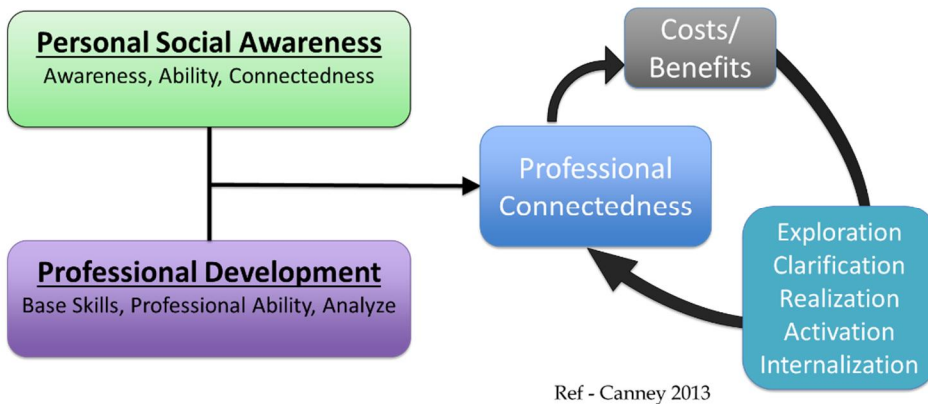 Personal Social Awareness
Awareness, Ability, Connectedness
Costs/
Benefits
Professional
Connectedness
Professional Development
Base Skills, Professional Ability, Analyze
Exploration
Clarification
Realization
Activation
Internalization
Ref - Canney 2013